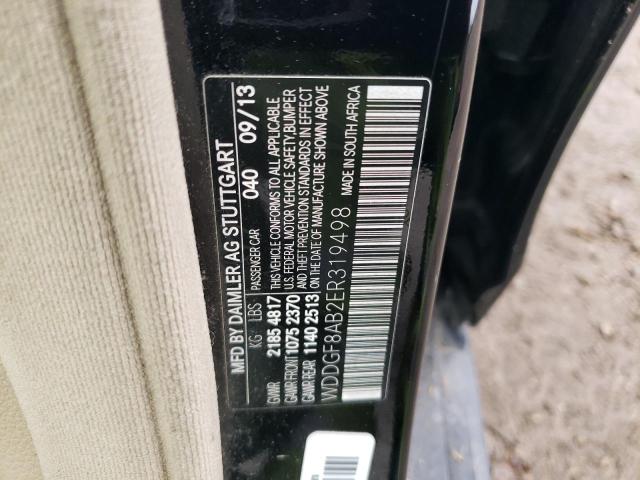 MFD BY DAIMLER AG STUTTGART
PASSENGER CAR 040 09/13
KG LBS
GVWR 2185 4817
GAWR FRONT 1075 2370
GAWR REAR 1140 2513
THIS VEHICLE CONFORMS TO ALL APPLICABLE
U.S. FEDERAL MOTOR VEHICLE SAFETY, BUMPER
AND THEFT PREVENTION STANDARDS IN EFFECT
ON THE DATE OF MANUFACTURE SHOWN ABOVE
WDDGF8AB2ER319498
MADE IN SOUTH AFRICA